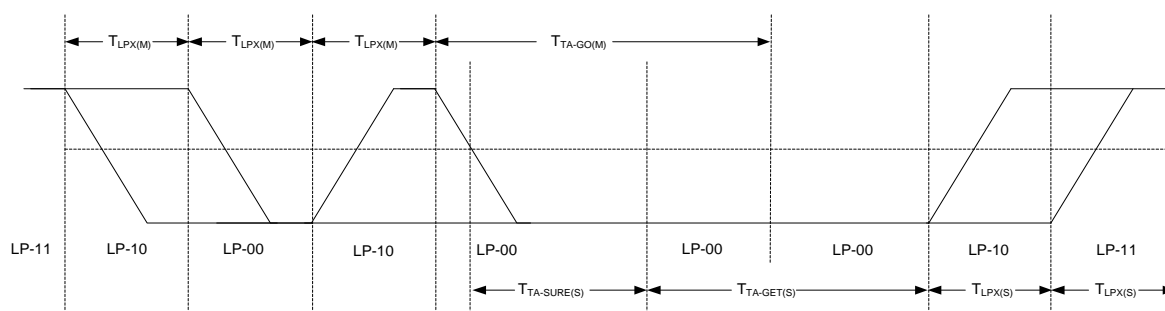 TLPX(M) TLPX(M) TLPX(M) TTA-GO(M)
LP-11 LP-10 LP-00 LP-10 LP-00 LP-00 LP-00 LP-10 LP-11
TTA-SURE(S) TTA-GET(S) TLPX(S) TLPX(S)